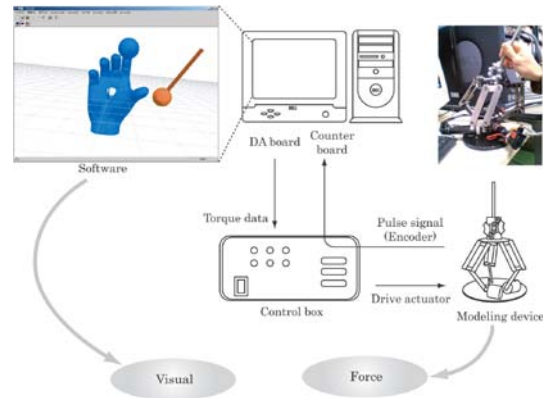 Software
DA board
Counter
board
Torque data
Pulse signal
(Encoder)
Control box
Drive actuator
Modeling device
Visual
Force